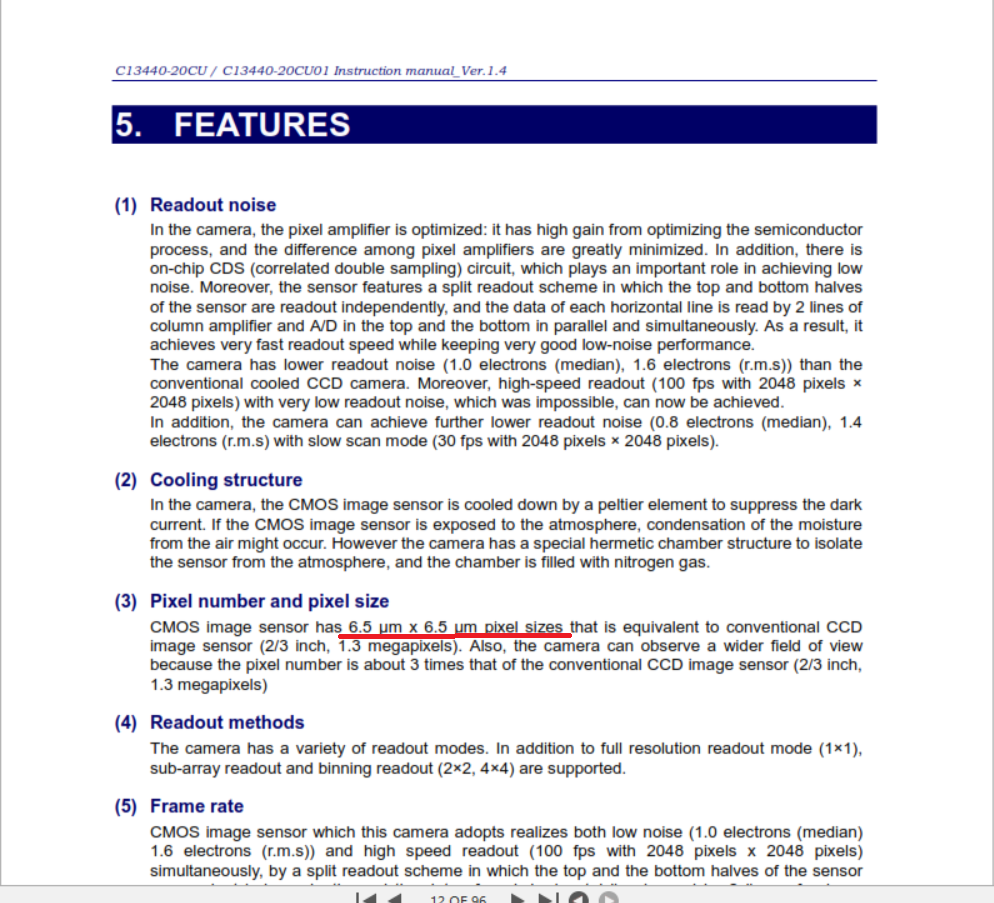 C13440-20CU / C13440-20CU01 Instruction manual_Ver.1.4
5. FEATURES
(1) Readout noise
In the camera, the pixel amplifier is optimized: it has high gain from optimizing the semiconductor
process, and the difference among pixel amplifiers are greatly minimized. In addition, there is
on-chip CDS (correlated double sampling) circuit, which plays an important role in achieving low
noise. Moreover, the sensor features a split readout scheme in which the top and bottom halves
of the sensor are readout independently, and the data of each horizontal line is read by 2 lines of
column amplifier and A/D in the top and the bottom in parallel and simultaneously. As a result, it
achieves very fast readout speed while keeping very good low-noise performance.
The camera has lower readout noise (1.0 electrons (median), 1.6 electrons (r.m.s)) than the
conventional cooled CCD camera. Moreover, high-speed readout (100 fps with 2048 pixels ×
2048 pixels) with very low readout noise, which was impossible, can now be achieved.
In addition, the camera can achieve further lower readout noise (0.8 electrons (median), 1.4
electrons (r.m.s) with slow scan mode (30 fps with 2048 pixels × 2048 pixels).
(2) Cooling structure
In the camera, the CMOS image sensor is cooled down by a peltier element to suppress the dark
current. If the CMOS image sensor is exposed to the atmosphere, condensation of the moisture
from the air might occur. However the camera has a special hermetic chamber structure to isolate
the sensor from the atmosphere, and the chamber is filled with nitrogen gas.
(3) Pixel number and pixel size
CMOS image sensor has 6.5 μm x 6.5 μm pixel sizes that is equivalent to conventional CCD
image sensor (2/3 inch, 1.3 megapixels). Also, the camera can observe a wider field of view
because the pixel number is about 3 times that of the conventional CCD image sensor (2/3 inch,
1.3 megapixels)
(4) Readout methods
The camera has a variety of readout modes. In addition to full resolution readout mode (1×1),
sub-array readout and binning readout (2×2, 4×4) are supported.
(5) Frame rate
CMOS image sensor which this camera adopts realizes both low noise (1.0 electrons (median)
1.6 electrons (r.m.s)) and high speed readout (100 fps with 2048 pixels x 2048 pixels)
simultaneously, by a split readout scheme in which the top and bottom halves of the sensor
12 OF 96